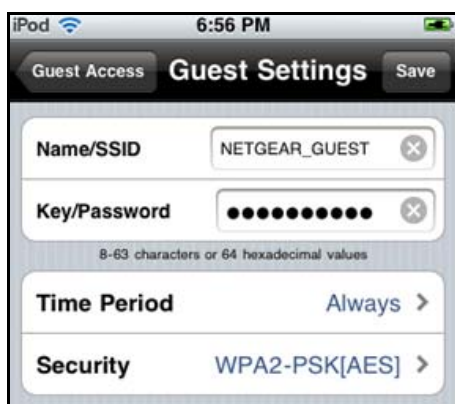 iPod 6:56 PM
Guest Access Guest Settings Save
Name/SSID NETGEAR_GUEST
Key/Password ●●●●●●●●●●
8-63 characters or 64 hexadecimal values
Time Period Always >
Security WPA2-PSK[AES] >